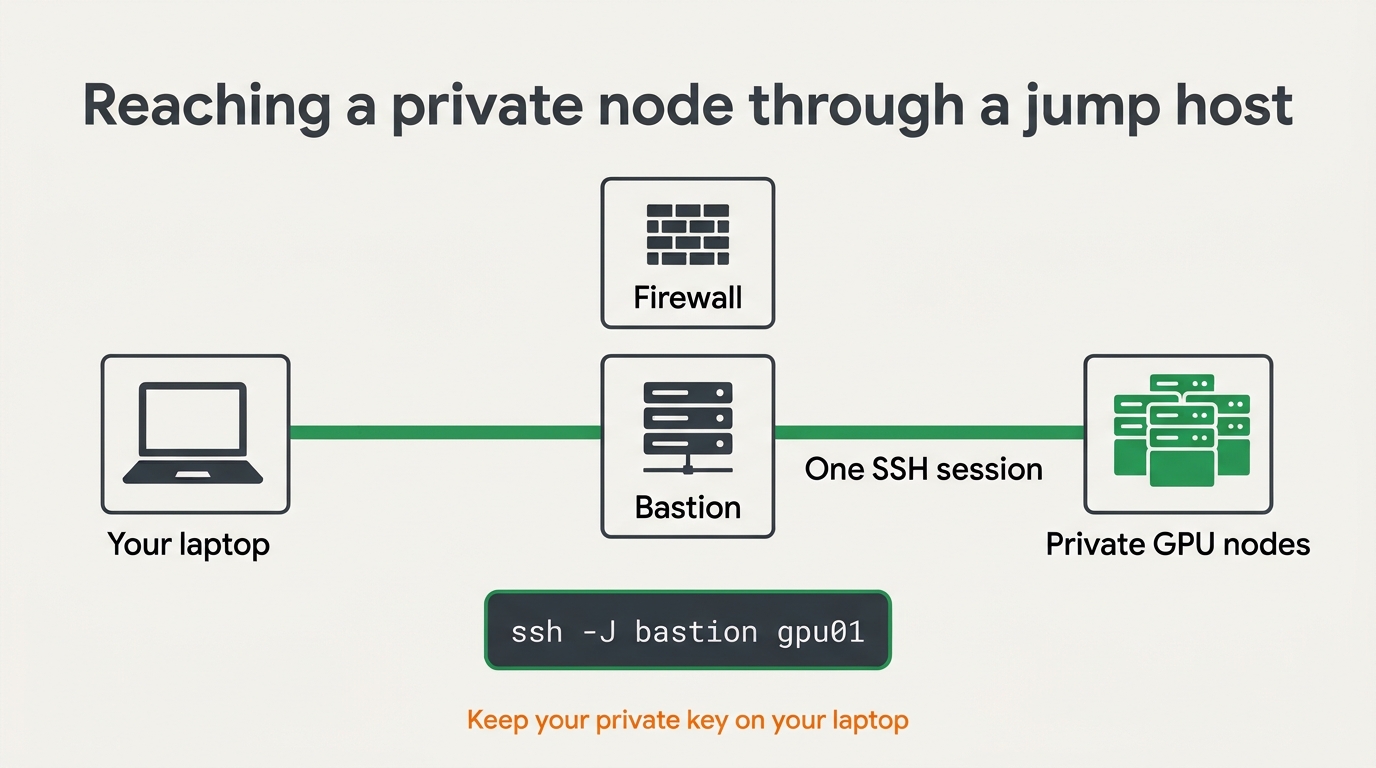 Reaching a private node through a jump host
Firewall
Bastion
One SSH session
Your laptop
Private GPU nodes
ssh -J bastion gpu01
Keep your private key on your laptop